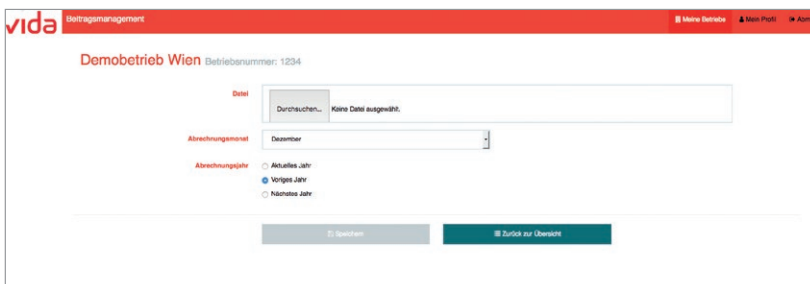 vida Beitragsmanagement Meine Betriebe Mein Profil
Demobetrieb Wien Betriebsnummer: 1234
Datei
Durchsuchen... Keine Datei ausgewählt.
Abrechnungsmonat Dezember
Abrechnungsjahr Aktuelles Jahr
Voriges Jahr
Nächstes Jahr
Speichern Zurück zur Übersicht